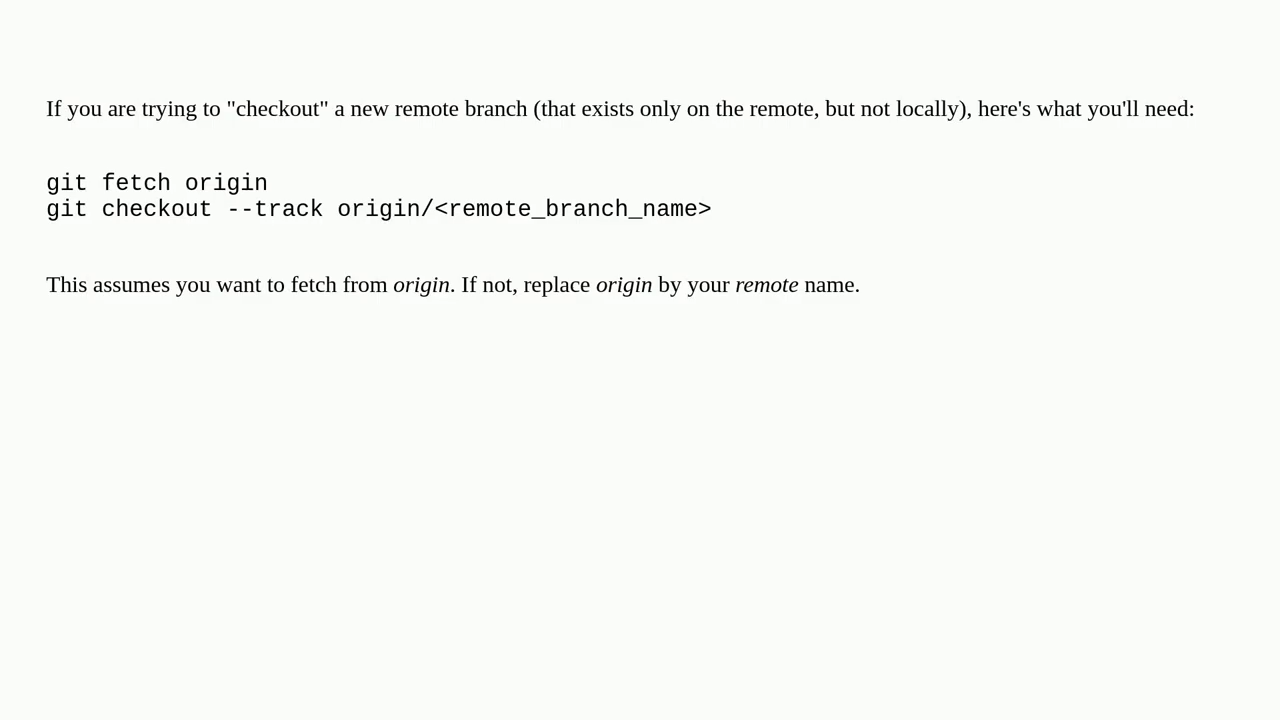 If you are trying to "checkout" a new remote branch (that exists only on the remote, but not locally), here's what you'll need:
git fetch origin
git checkout --track origin/<remote_branch_name>
This assumes you want to fetch from origin. If not, replace origin by your remote name.